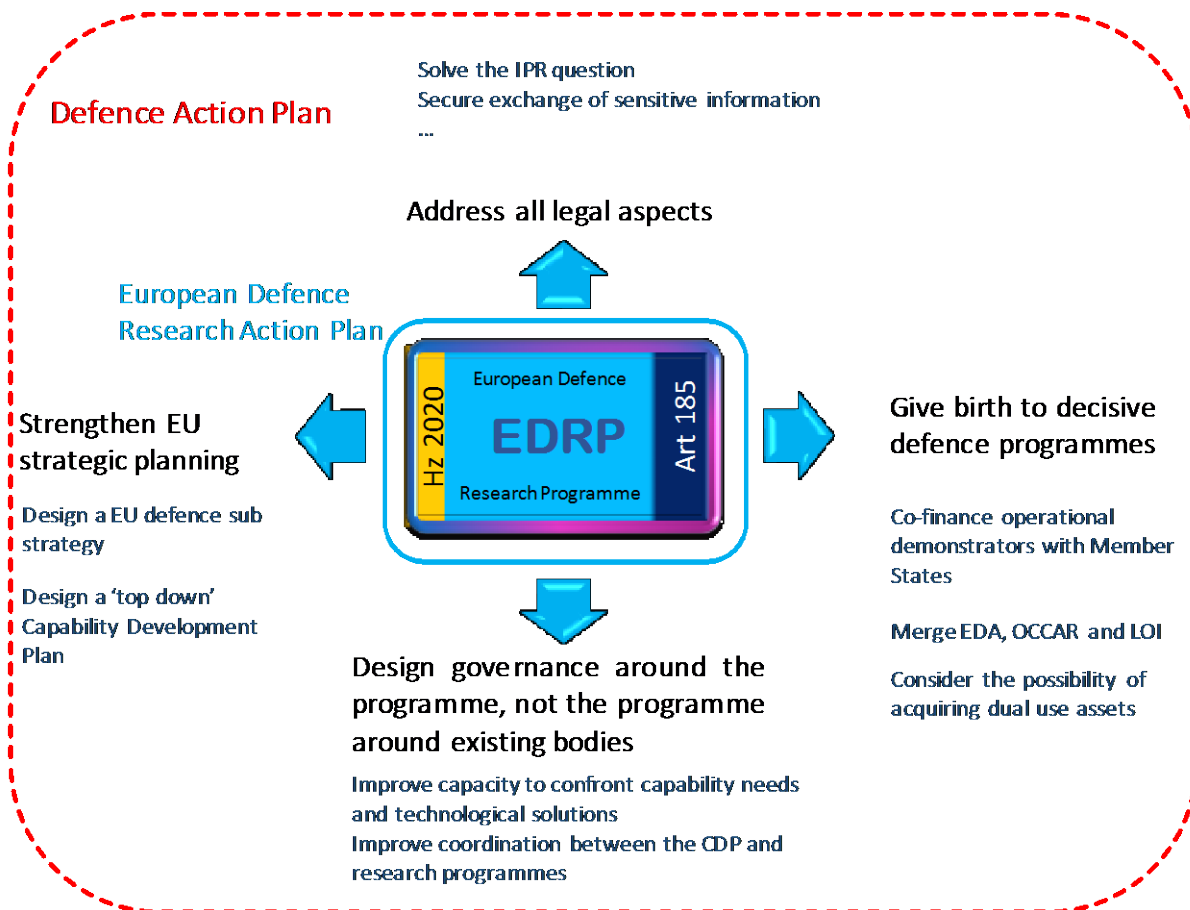 Solve the IPR question
Secure exchange of sensitive information
...
Defence Action Plan
Address all legal aspects
European Defence
Research Action Plan
Hz 2020
European Defence
EDRP
Research Programme
Art 185
Strengthen EU
strategic planning
Design a EU defence sub
strategy
Design a ‘top down’
Capability Development
Plan
Give birth to decisive
defence programmes
Co-finance operational
demonstrators with Member
States
Merge EDA, OCCAR and LOI
Consider the possibility of
acquiring dual use assets
Design governance around the
programme, not the programme
around existing bodies
Improve capacity to confront capability needs
and technological solutions
Improve coordination between the CDP and
research programmes